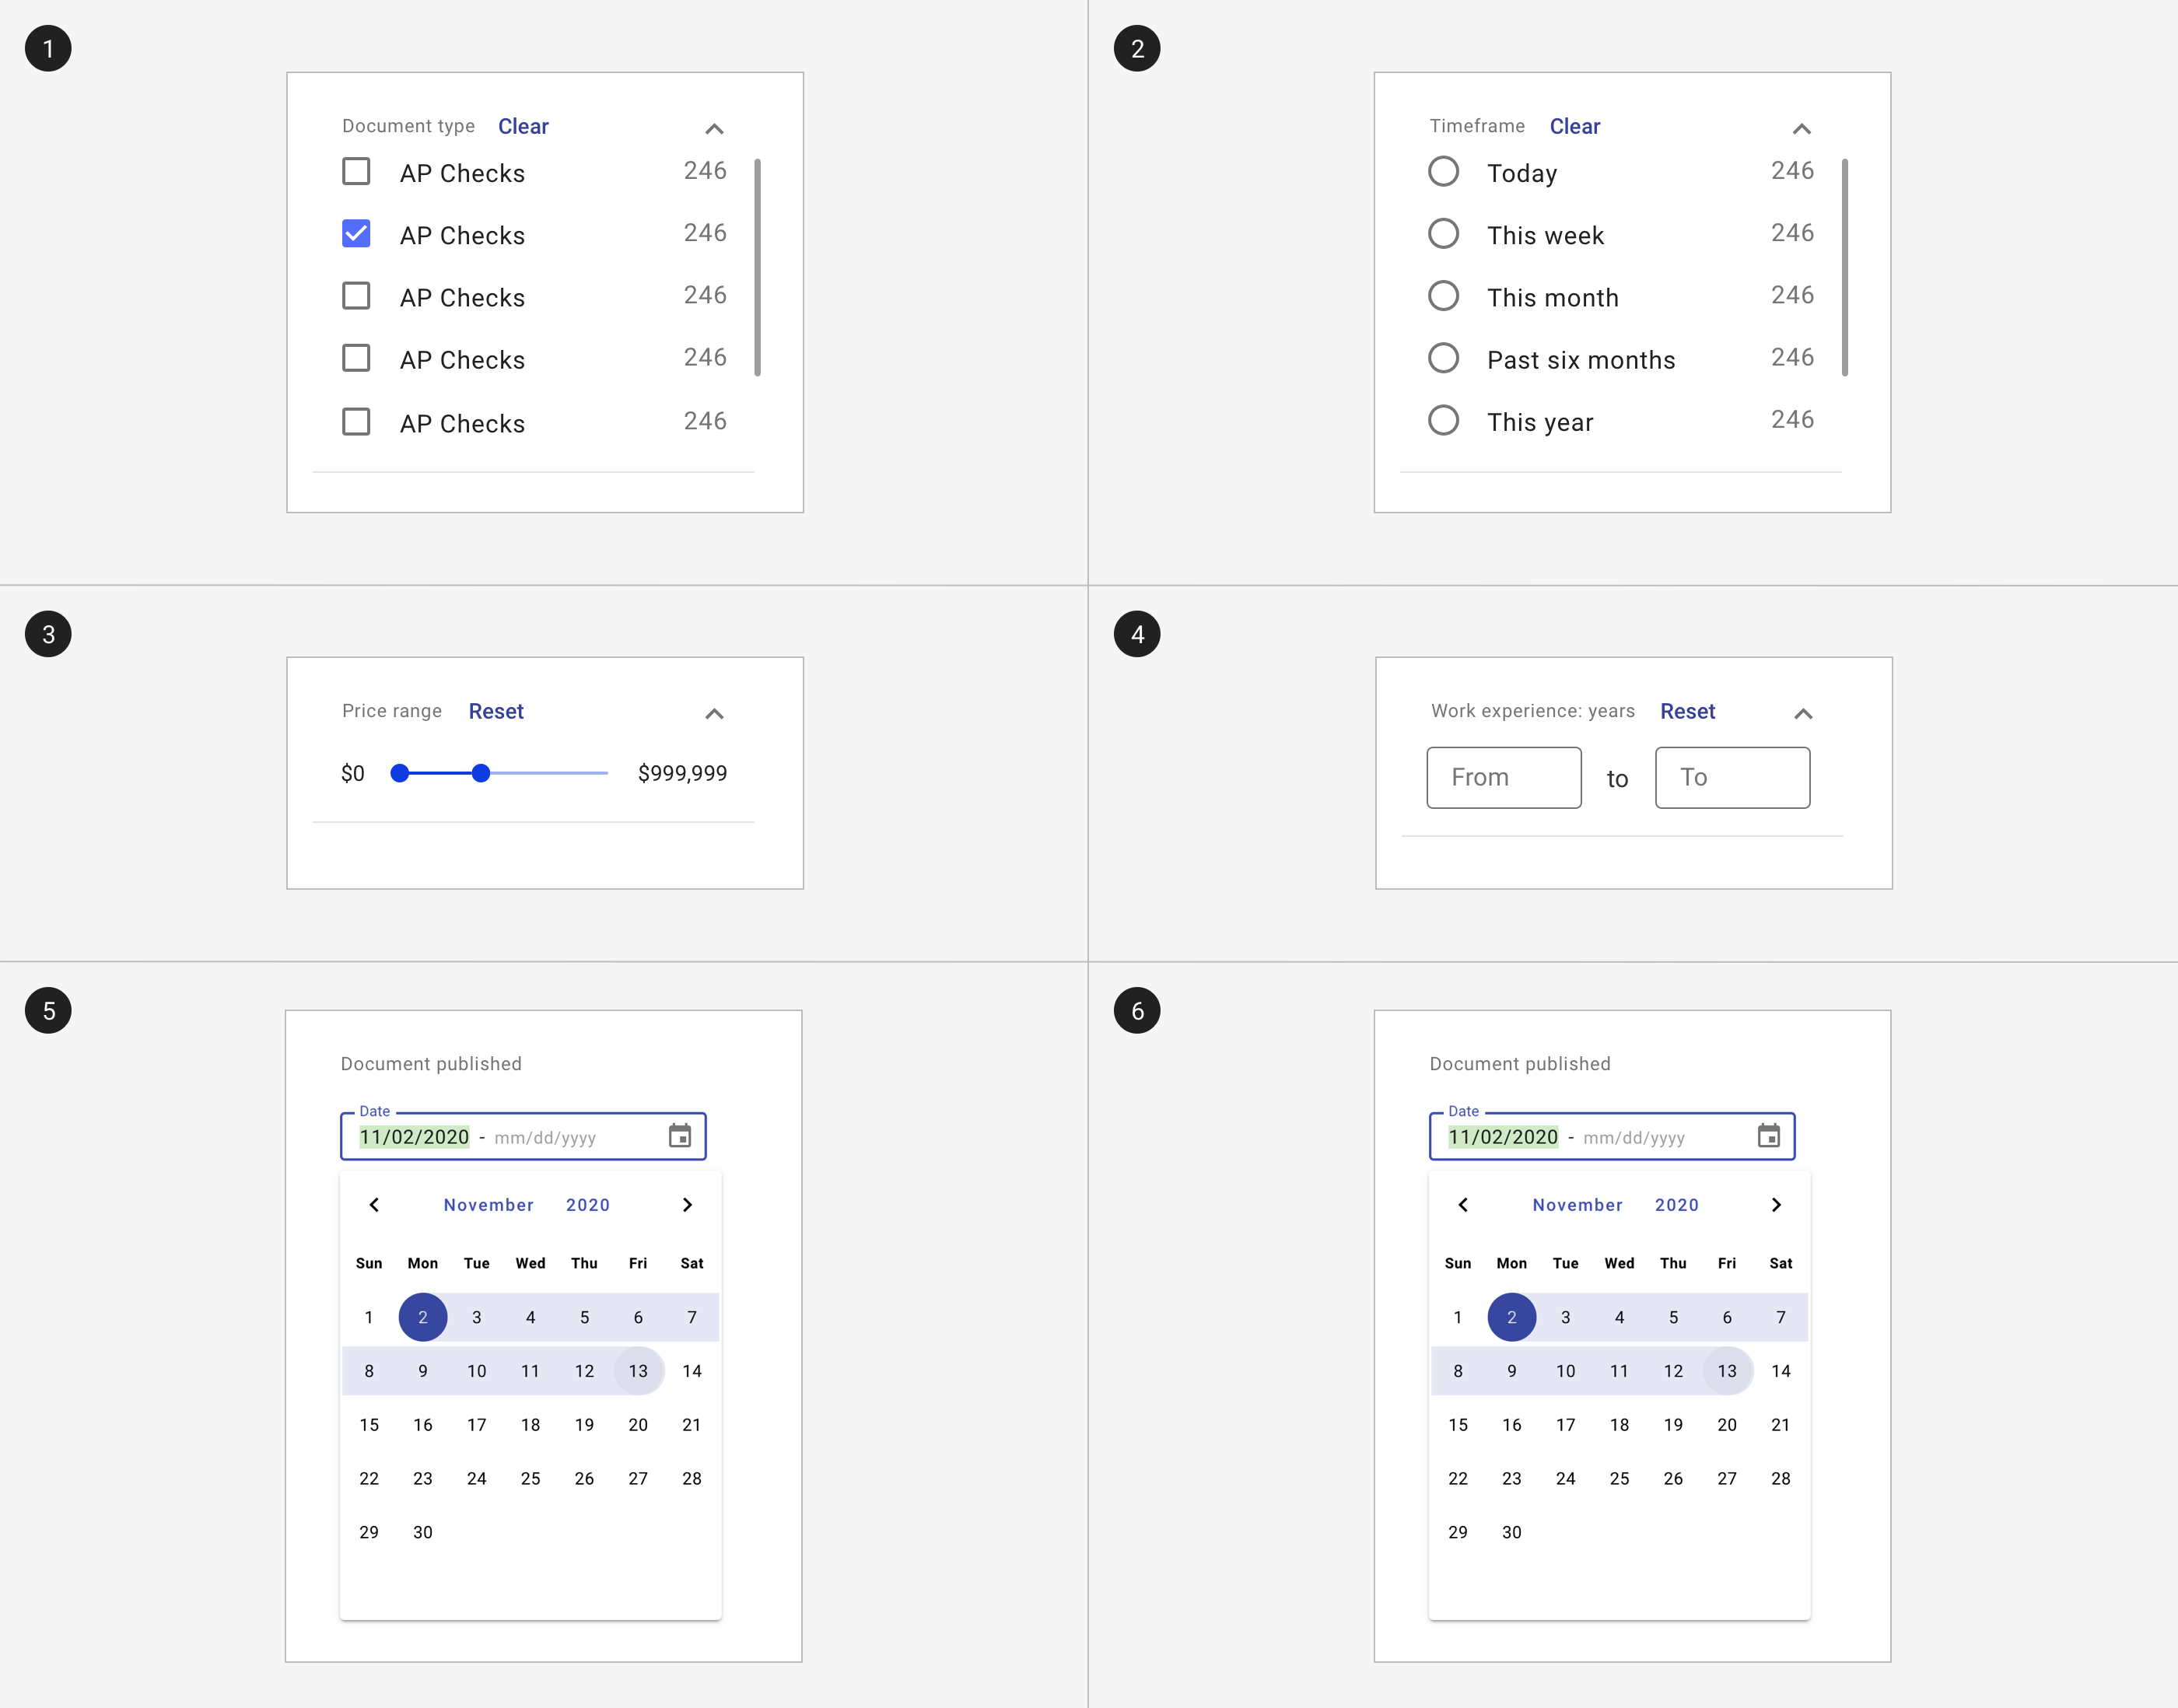 1
Document type Clear
AP Checks 246
AP Checks 246
AP Checks 246
AP Checks 246
AP Checks 246
2
Timeframe Clear
Today 246
This week 246
This month 246
Past six months 246
This year 246
3
Price range Reset
$0 $999,999
4
Work experience: years Reset
From to To
5
Document published
Date
11/02/2020 - mm/dd/yyyy
November 2020
Sun Mon Tue Wed Thu Fri Sat
1 2 3 4 5 6 7
8 9 10 11 12 13 14
15 16 17 18 19 20 21
22 23 24 25 26 27 28
29 30
6
Document published
Date
11/02/2020 - mm/dd/yyyy
November 2020
Sun Mon Tue Wed Thu Fri Sat
1 2 3 4 5 6 7
8 9 10 11 12 13 14
15 16 17 18 19 20 21
22 23 24 25 26 27 28
29 30